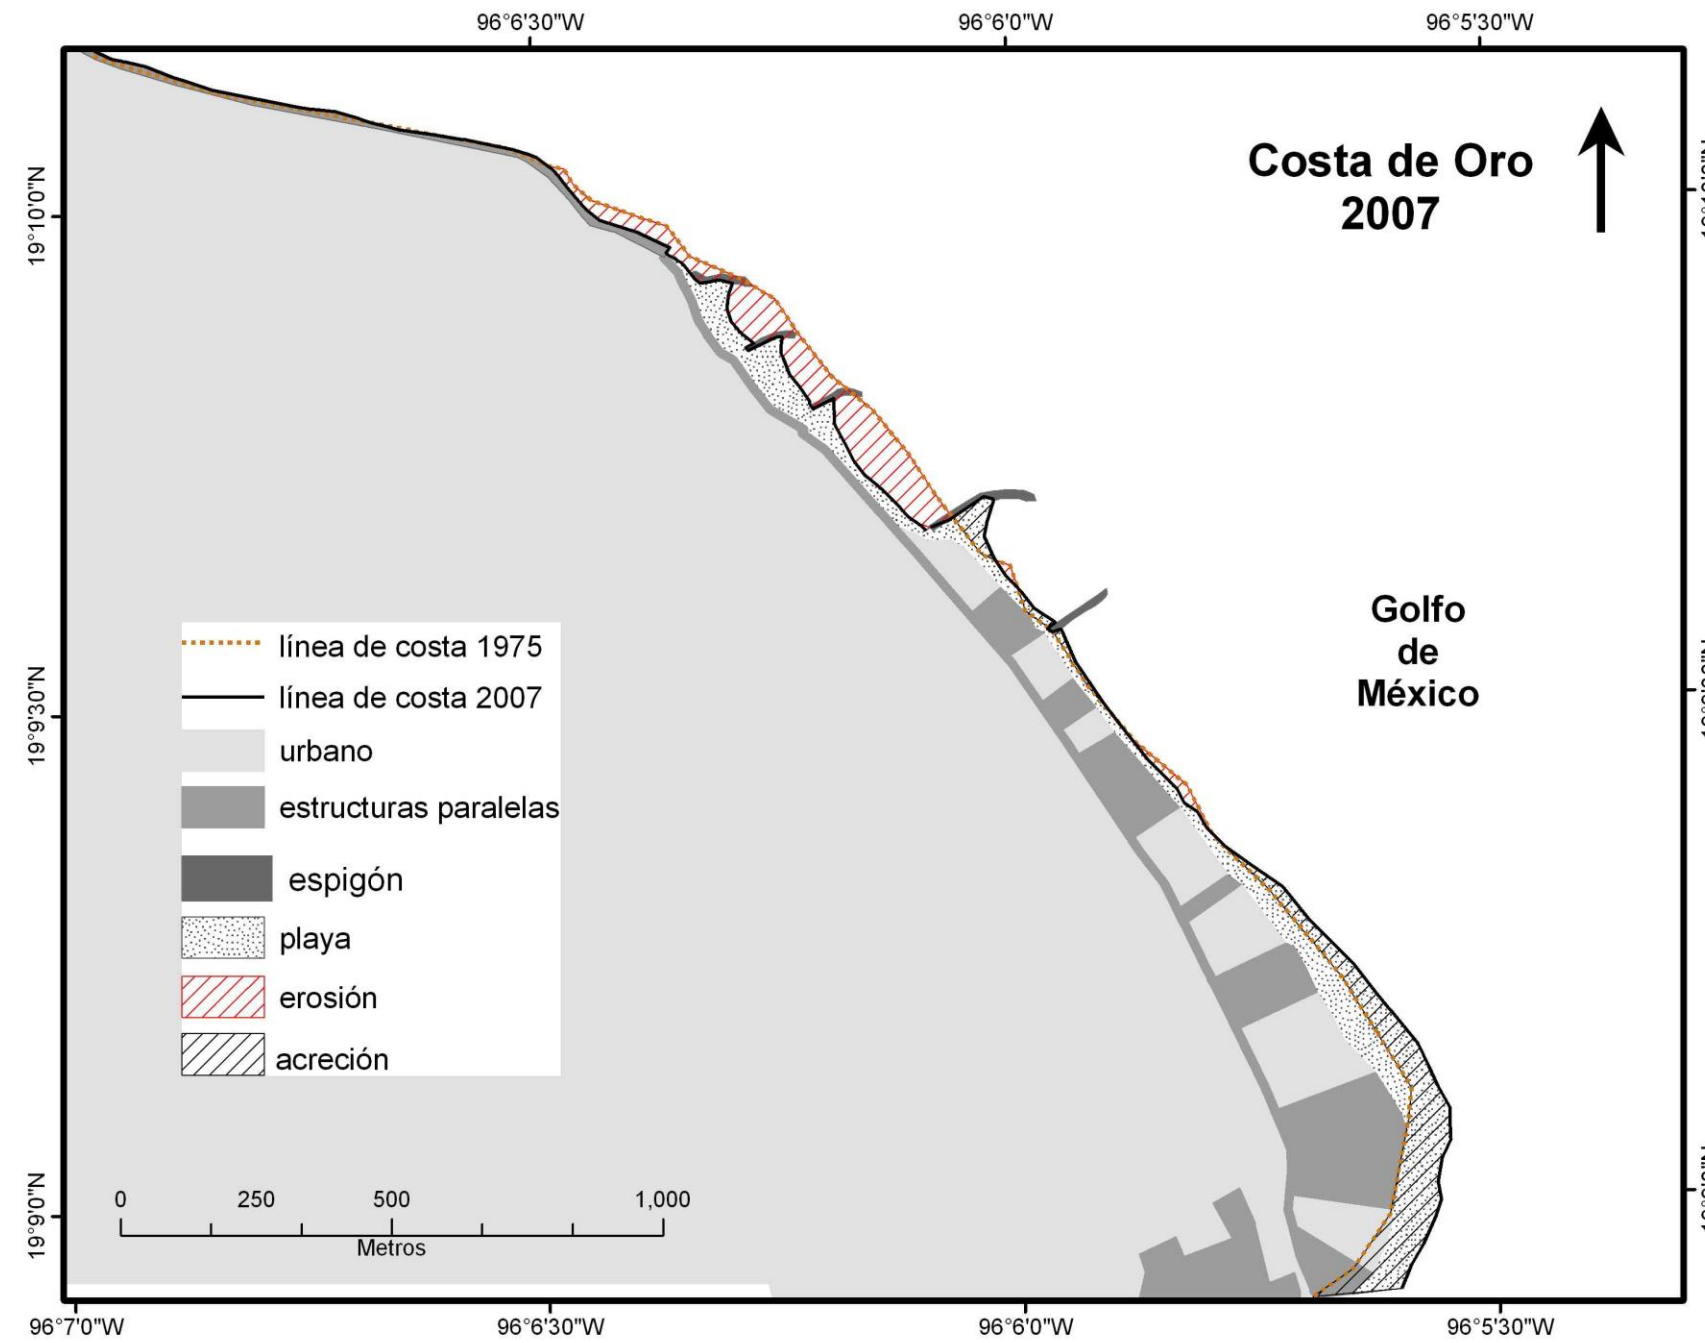 96°6'30"W 96°6'0"W 96°5'30"W
Costa de Oro
2007
19°10'0"N
Golfo
de
México
19°9'30"N
línea de costa 1975
línea de costa 2007
urbano
estructuras paralelas
espigón
playa
erosión
acreción
19°9'0"N
0 250 500 1,000
Metros
96°7'0"W 96°6'30"W 96°6'0"W 96°5'30"W